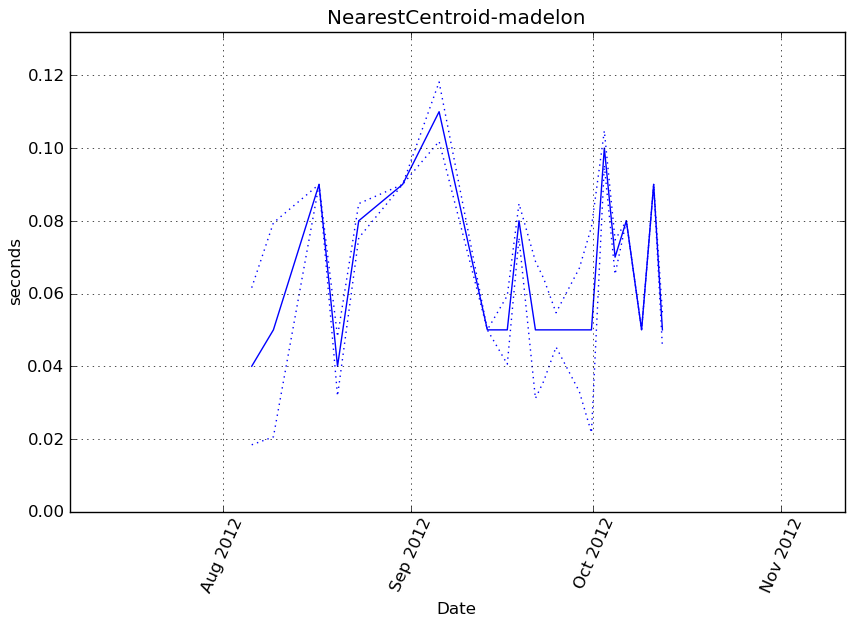 NearestCentroid-madelon
0.12
0.10
0.08
0.06
0.04
0.02
0.00
seconds
Aug 2012
Sep 2012
Oct 2012
Nov 2012
Date